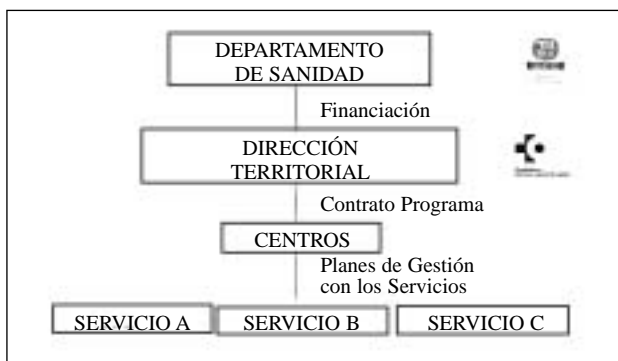 DEPARTAMENTO
DE SANIDAD
Financiación
DIRECCIÓN
TERRITORIAL
Contrato Programa
CENTROS
Planes de Gestión
con los Servicios
SERVICIO A
SERVICIO B
SERVICIO C